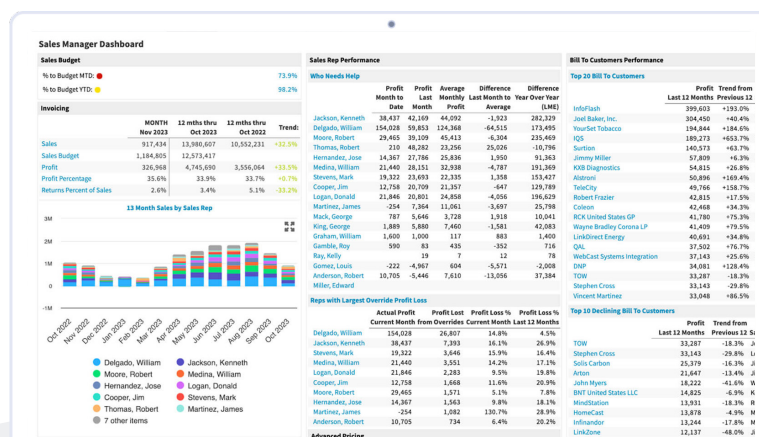 Sales Manager Dashboard
Sales Budget
% to Budget MTD: 73.9%
% to Budget YTD: 98.2%
Invoicing
MONTH 12 mths thru 12 mths thru Trend:
Nov 2023 Oct 2023 Oct 2022
Sales 917,434 13,980,607 10,552,231 +32.5%
Sales Budget 1,184,805 12,573,417
Profit 326,968 4,745,690 3,556,064 +33.5%
Profit Percentage 35.6% 33.9% 33.7% +0.7%
Returns Percent of Sales 2.6% 3.4% 5.1% -33.2%
13 Month Sales by Sales Rep
3M
2M
1M
0
-1M
Oct 2022 Nov 2022 Dec 2022 Jan 2023 Feb 2023 Mar 2023 Apr 2023 May 2023 Jun 2023 Jul 2023 Aug 2023 Sep 2023 Oct 2023
Delgado, William Jackson, Kenneth
Moore, Robert Medina, William
Hernandez, Jose Logan, Donald
Cooper, Jim Stevens, Mark
Thomas, Robert Martinez, James
7 other items
Sales Rep Performance
Who Needs Help
Profit Profit Average Difference Difference
Month to Last Monthly Last Month to Year Over Year
Date Month Profit Average (LME)
Jackson, Kenneth 38,437 42,169 44,092 -1,923 282,329
Delgado, William 154,028 59,853 124,368 -64,515 173,495
Moore, Robert 29,465 39,109 45,413 -6,304 235,469
Thomas, Robert 210 48,282 23,256 25,026 -10,796
Hernandez, Jose 14,367 27,786 25,836 1,950 91,363
Medina, William 21,440 28,151 32,938 -4,787 191,369
Stevens, Mark 19,322 23,693 22,335 1,358 153,427
Cooper, Jim 12,758 20,709 21,357 -647 129,789
Logan, Donald 21,846 20,801 24,858 -4,056 196,629
Martinez, James -254 7,364 11,061 -3,697 25,798
Mack, George 787 5,646 3,728 1,918 10,041
King, George 1,889 5,880 7,460 -1,581 42,083
Graham, William 1,600 1,000 117 883 1,400
Gamble, Roy 590 83 435 -352 716
Ray, Kelly 19 7 12 78
Gomez, Louis -222 -4,967 604 -5,571 -2,008
Anderson, Robert 10,705 -5,446 7,610 -13,056 37,384
Miller, Edward
Reps with Largest Override Profit Loss
Actual Profit Profit Lost Profit Loss % Profit Loss %
Current Month from Overrides Current Month Last 12 Months
Delgado, William 154,028 26,807 14.8% 4.5%
Jackson, Kenneth 38,437 7,393 16.1% 26.9%
Stevens, Mark 19,322 3,646 15.9% 16.4%
Medina, William 21,440 3,551 14.2% 17.1%
Logan, Donald 21,846 2,283 9.5% 19.8%
Cooper, Jim 12,758 1,668 11.6% 20.9%
Moore, Robert 29,465 1,571 5.1% 7.8%
Hernandez, Jose 14,367 1,563 9.8% 18.1%
Martinez, James -254 1,082 130.7% 28.9%
Anderson, Robert 10,705 734 6.4% 20.2%
Advanced Pricing
Bill To Customers Performance
Top 20 Bill To Customers
Profit Trend from
Last 12 Months Previous 12
InfoFlash 399,603 +193.0%
Joel Baker, Inc. 304,450 +40.4%
YourSet Tobacco 194,844 +184.6%
IQS 189,273 +653.7%
Surtion 140,573 +63.7%
Jimmy Miller 57,809 +6.3%
KXB Diagnostics 54,815 +26.8%
Alstroni 50,896 +169.4%
TeleCity 49,766 +158.7%
Robert Frazier 42,815 +17.5%
Coleon 42,468 +34.3%
RCK United States GP 41,780 +75.3%
Wayne Bradley Corona LP 41,409 +79.5%
LinkDirect Energy 40,691 +34.8%
QAL 37,502 +76.7%
WebCast Systems Integration 37,143 +25.6%
DNP 34,081 +128.4%
TOW 33,287 -18.3%
Stephen Cross 33,143 -29.8%
Vincent Martinez 33,048 +86.5%
Top 10 Declining Bill To Customers
Profit Trend from
Last 12 Months Previous 12 Sa
TOW 33,287 -18.3%
Stephen Cross 33,143 -29.8%
Solis Carbon 25,379 -16.3%
Arton 21,647 -13.4%
John Myers 18,222 -41.6%
BNT United States LLC 14,825 -6.9%
MindStation 13,931 -18.3%
HomeCast 13,878 -4.9%
Infinandor 13,244 -17.8%
LinkZone 12,137 -68.0%